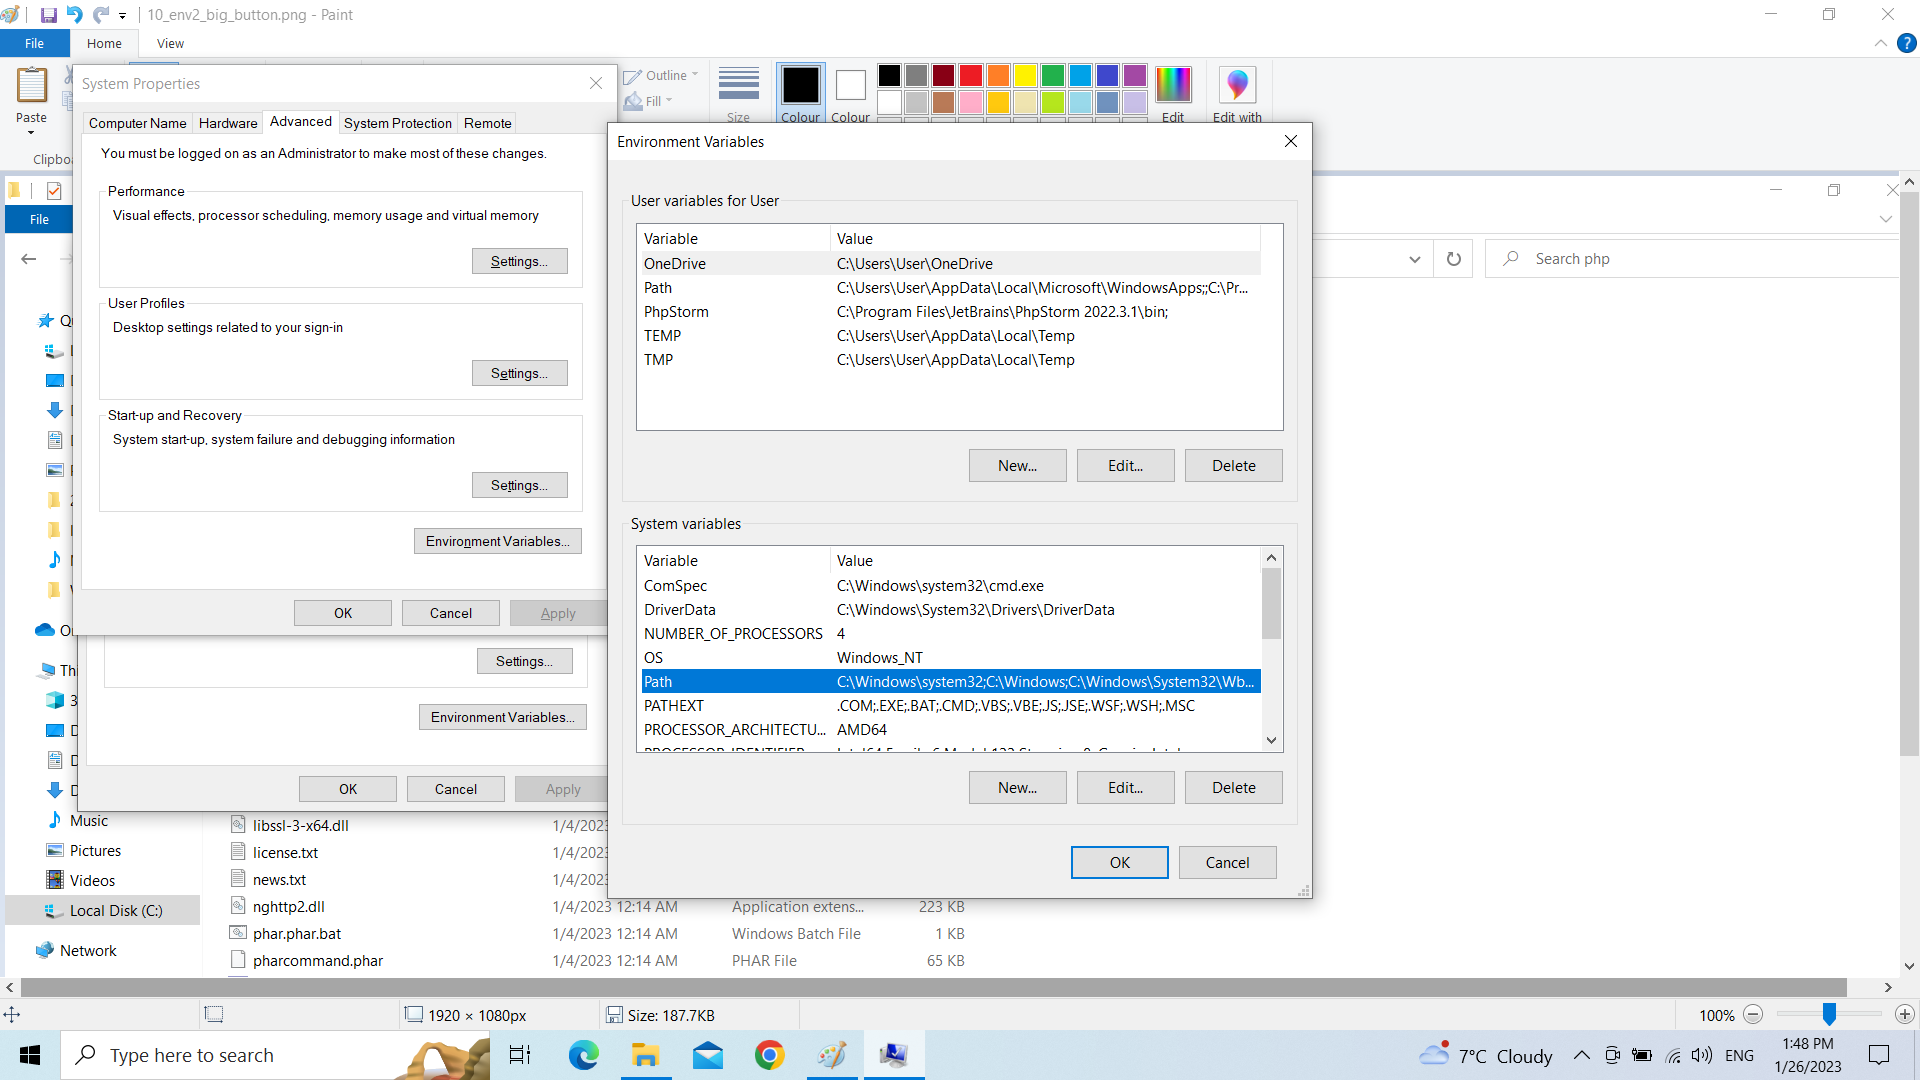 10_env2_big_button.png - Paint
File
Home
View
Paste
Outline
Fill
Size
Colour
Colour
Edit
Edit with
System Properties
Computer Name
Hardware
Advanced
System Protection
Remote
You must be logged on as an Administrator to make most of these changes.
Performance
Visual effects, processor scheduling, memory usage and virtual memory
Settings...
User Profiles
Desktop settings related to your sign-in
Settings...
Start-up and Recovery
System start-up, system failure and debugging information
Settings...
Environment Variables...
OK
Cancel
Apply
Settings...
Environment Variables...
OK
Cancel
Apply
Environment Variables
User variables for User
Variable Value
OneDrive C:\Users\User\OneDrive
Path C:\Users\User\AppData\Local\Microsoft\WindowsApps;;C:\Pr...
PhpStorm C:\Program Files\JetBrains\PhpStorm 2022.3.1\bin;
TEMP C:\Users\User\AppData\Local\Temp
TMP C:\Users\User\AppData\Local\Temp
New...
Edit...
Delete
System variables
Variable Value
ComSpec C:\Windows\system32\cmd.exe
DriverData C:\Windows\System32\Drivers\DriverData
NUMBER_OF_PROCESSORS 4
OS Windows_NT
Path C:\Windows\system32;C:\Windows;C:\Windows\System32\Wb...
PATHEXT .COM;.EXE;.BAT;.CMD;.VBS;.VBE;.JS;.JSE;.WSF;.WSH;.MSC
PROCESSOR_ARCHITECTU... AMD64
New...
Edit...
Delete
OK
Cancel
File
Search php
Music
Pictures
Videos
Local Disk (C:)
Network
libssl-3-x64.dll 1/4/2023
license.txt 1/4/2023
news.txt 1/4/2023
nghttp2.dll 1/4/2023 12:14 AM Application extens... 223 KB
phar.phar.bat 1/4/2023 12:14 AM Windows Batch File 1 KB
pharcommand.phar 1/4/2023 12:14 AM PHAR File 65 KB
1920 × 1080px
Size: 187.7KB
100%
Type here to search
7°C Cloudy
ENG
1:48 PM
1/26/2023